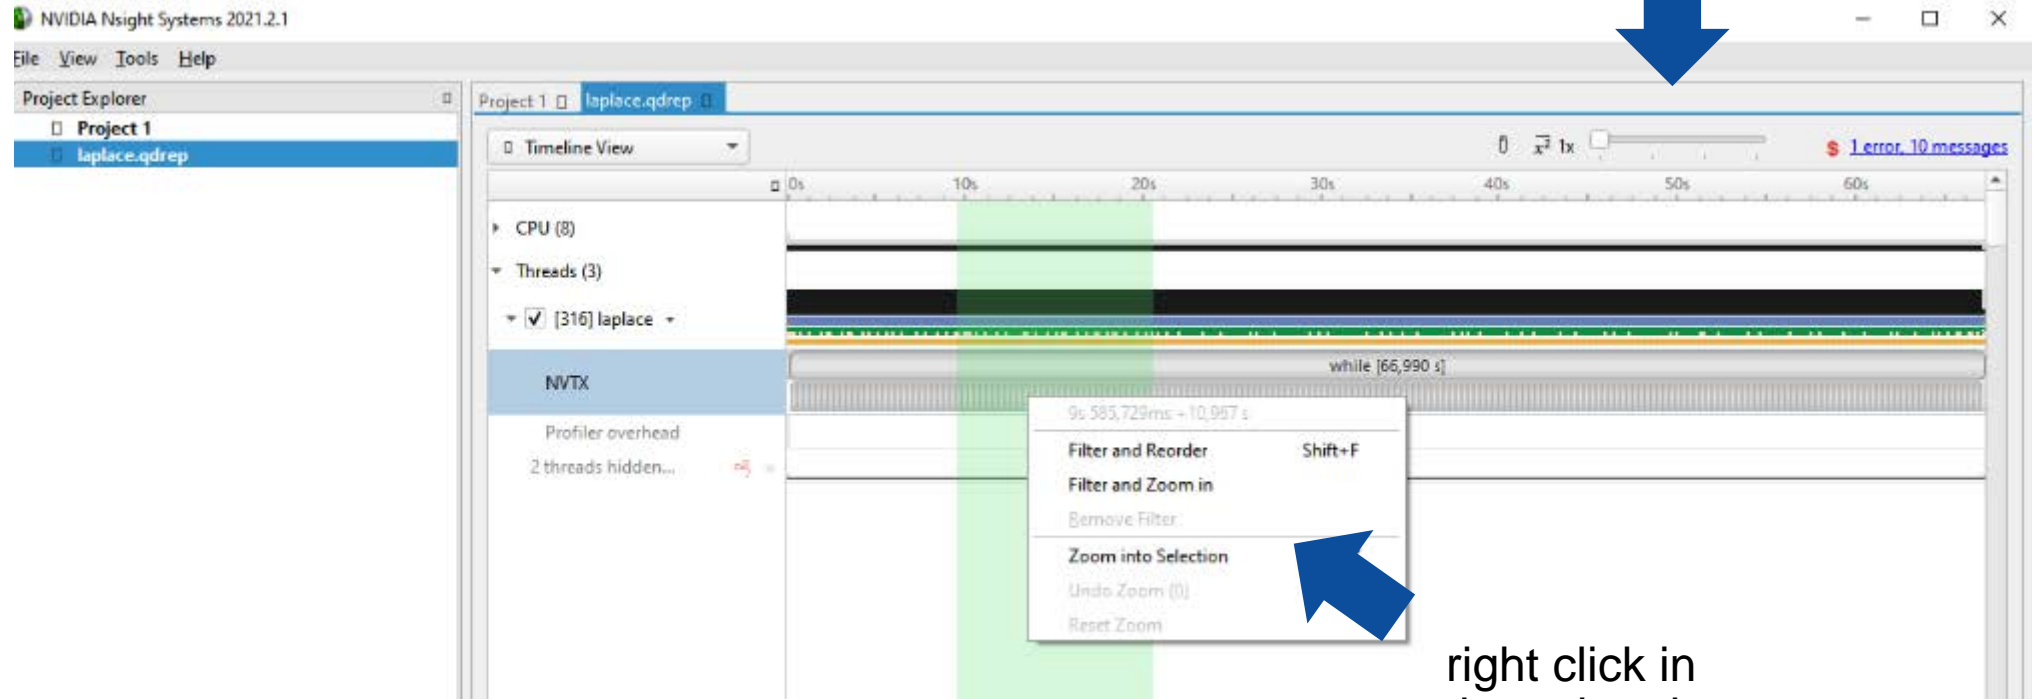 NVIDIA Nsight Systems 2021.2.1
File View Tools Help
Project Explorer
Project 1
laplace.qdrep
Project 1 laplace.qdrep
Timeline View
1x
1 error, 10 messages
0s 10s 20s 30s 40s 50s 60s
CPU (8)
Threads (3)
[316] laplace
NVTX
while [66,990 s]
Profiler overhead
2 threads hidden...
9s 585,729ms - 10,967 s
Filter and Reorder Shift+F
Filter and Zoom in
Remove Filter
Zoom into Selection
Undo Zoom (0)
Reset Zoom
right click in